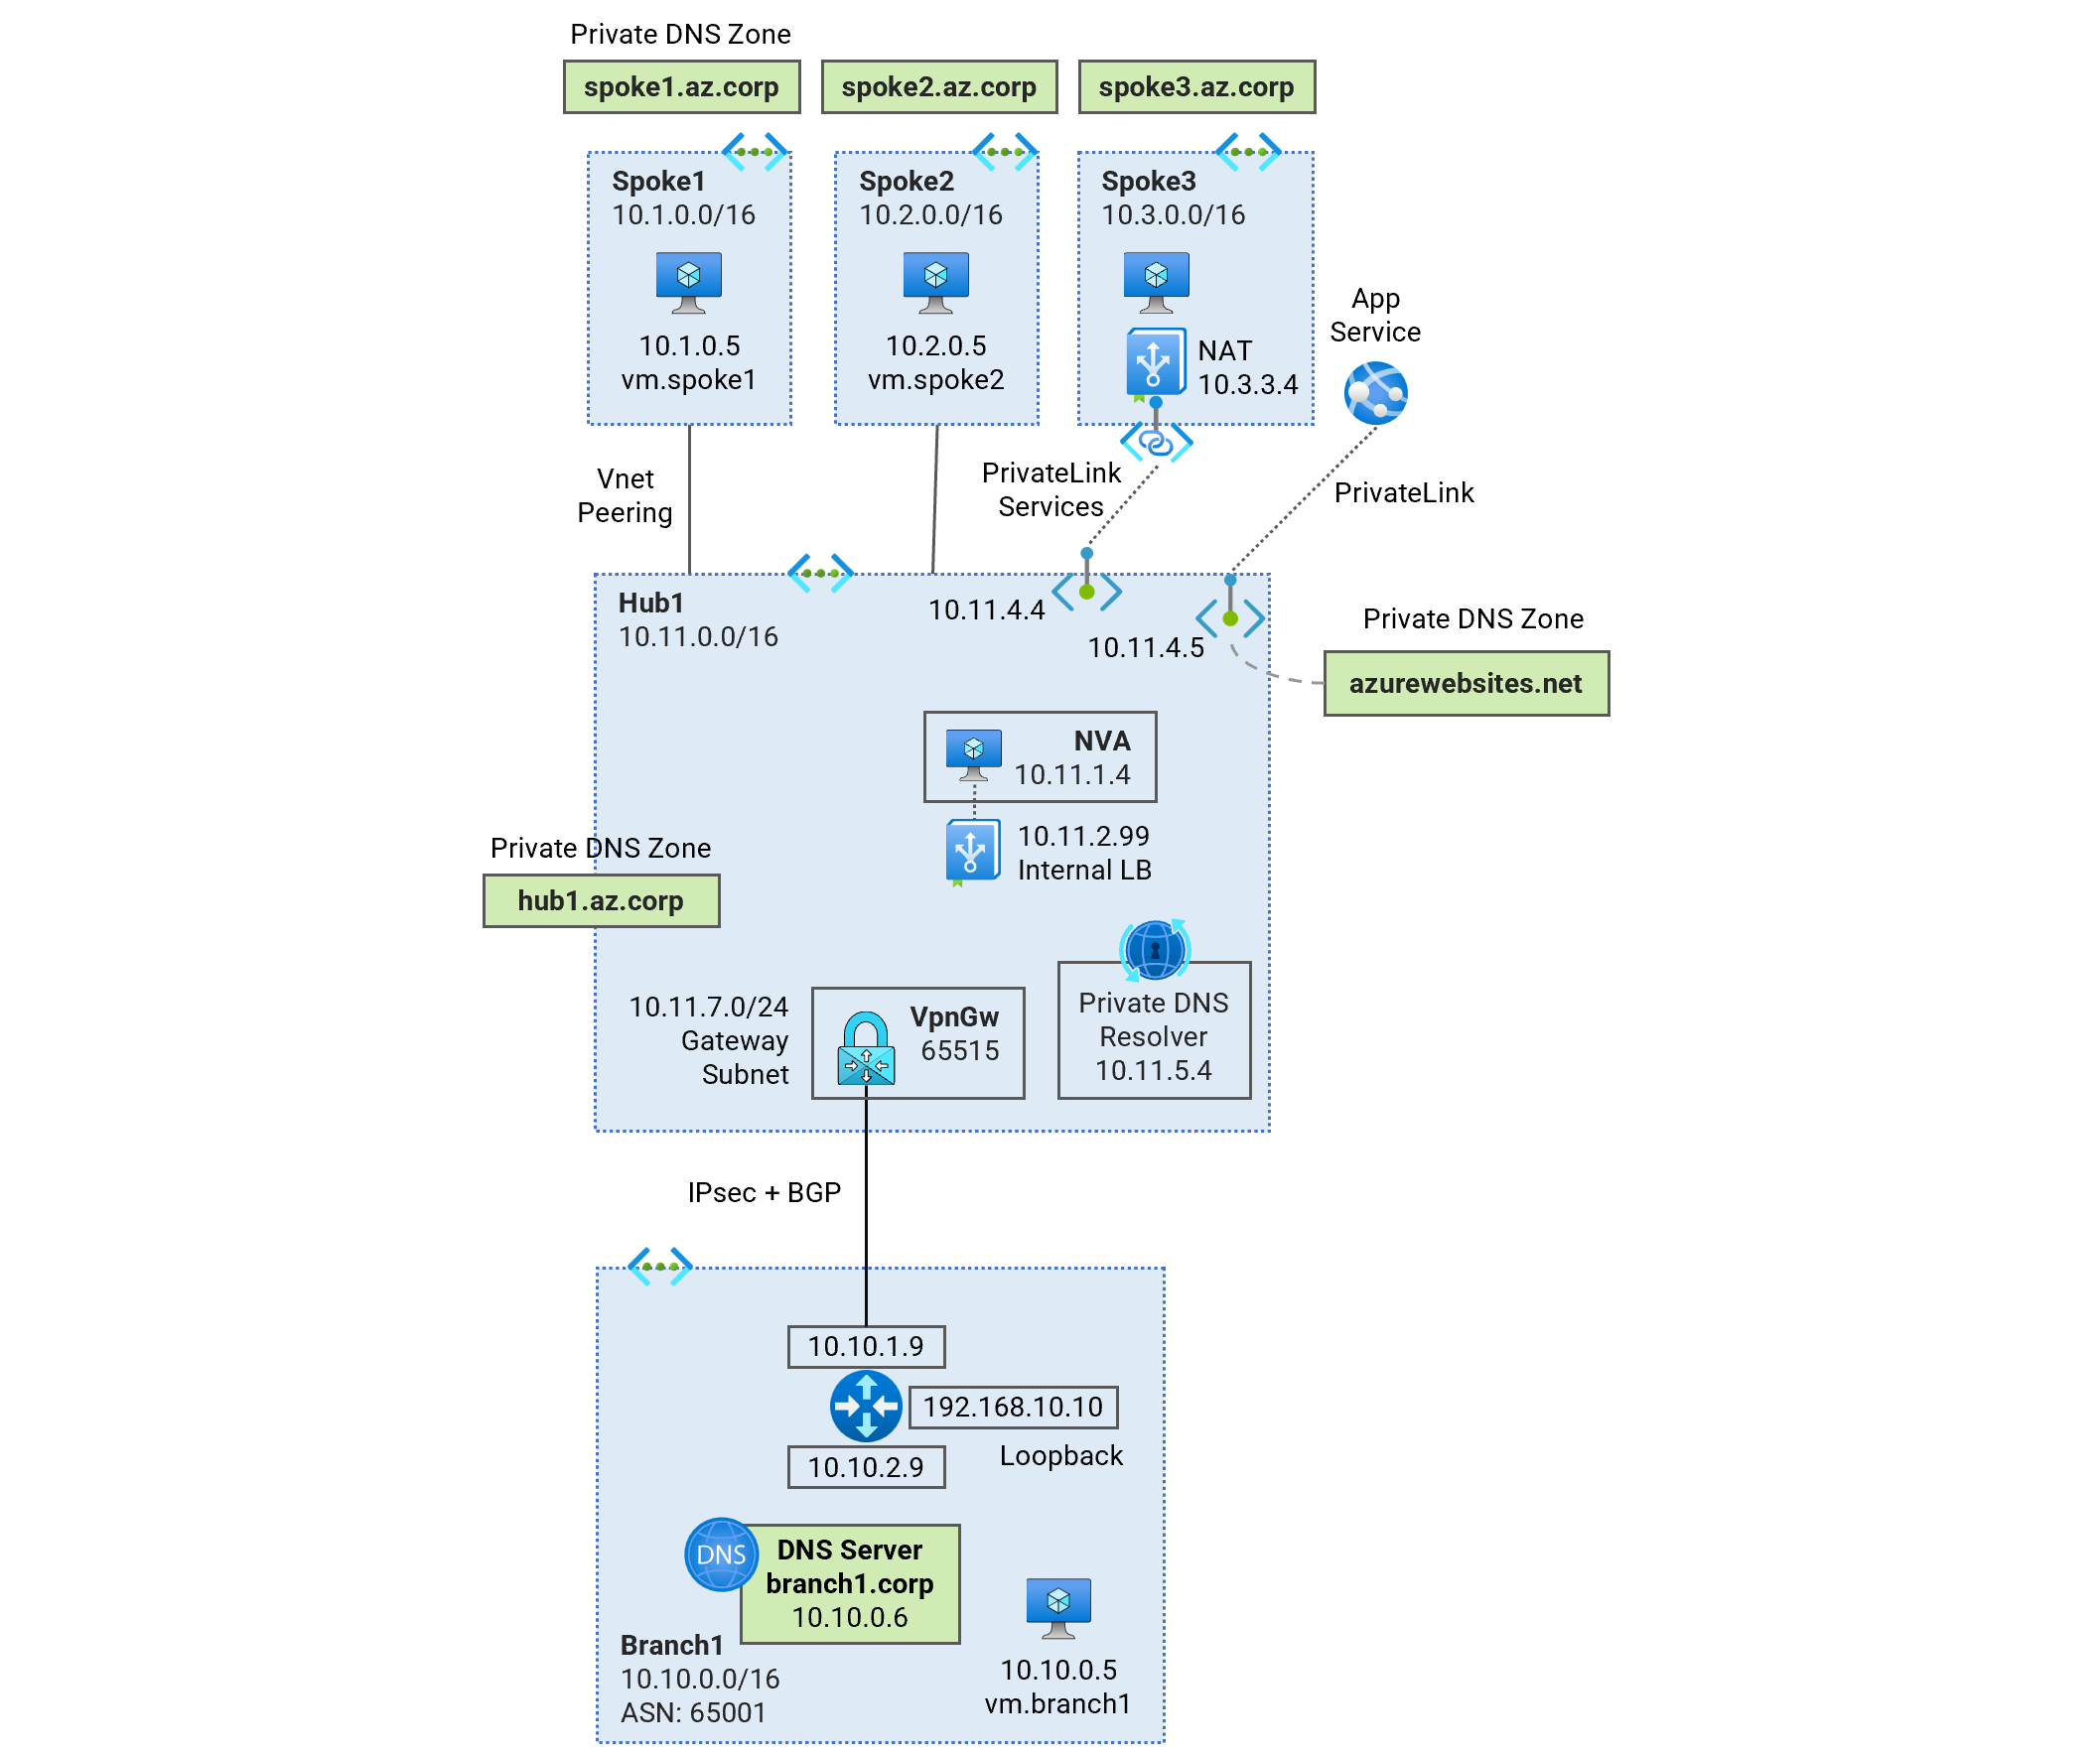 Private DNS Zone
spoke1.az.corp
spoke2.az.corp
spoke3.az.corp
Spoke1
10.1.0.0/16
10.1.0.5
vm.spoke1
Spoke2
10.2.0.0/16
10.2.0.5
vm.spoke2
Spoke3
10.3.0.0/16
NAT
10.3.3.4
App
Service
Vnet
Peering
PrivateLink
Services
PrivateLink
Hub1
10.11.0.0/16
10.11.4.4
10.11.4.5
Private DNS Zone
azurewebsites.net
NVA
10.11.1.4
10.11.2.99
Internal LB
Private DNS Zone
hub1.az.corp
10.11.7.0/24
Gateway
Subnet
VpnGw
65515
Private DNS
Resolver
10.11.5.4
IPsec + BGP
10.10.1.9
192.168.10.10
Loopback
10.10.2.9
DNS
DNS Server
branch1.corp
10.10.0.6
Branch1
10.10.0.0/16
ASN: 65001
10.10.0.5
vm.branch1